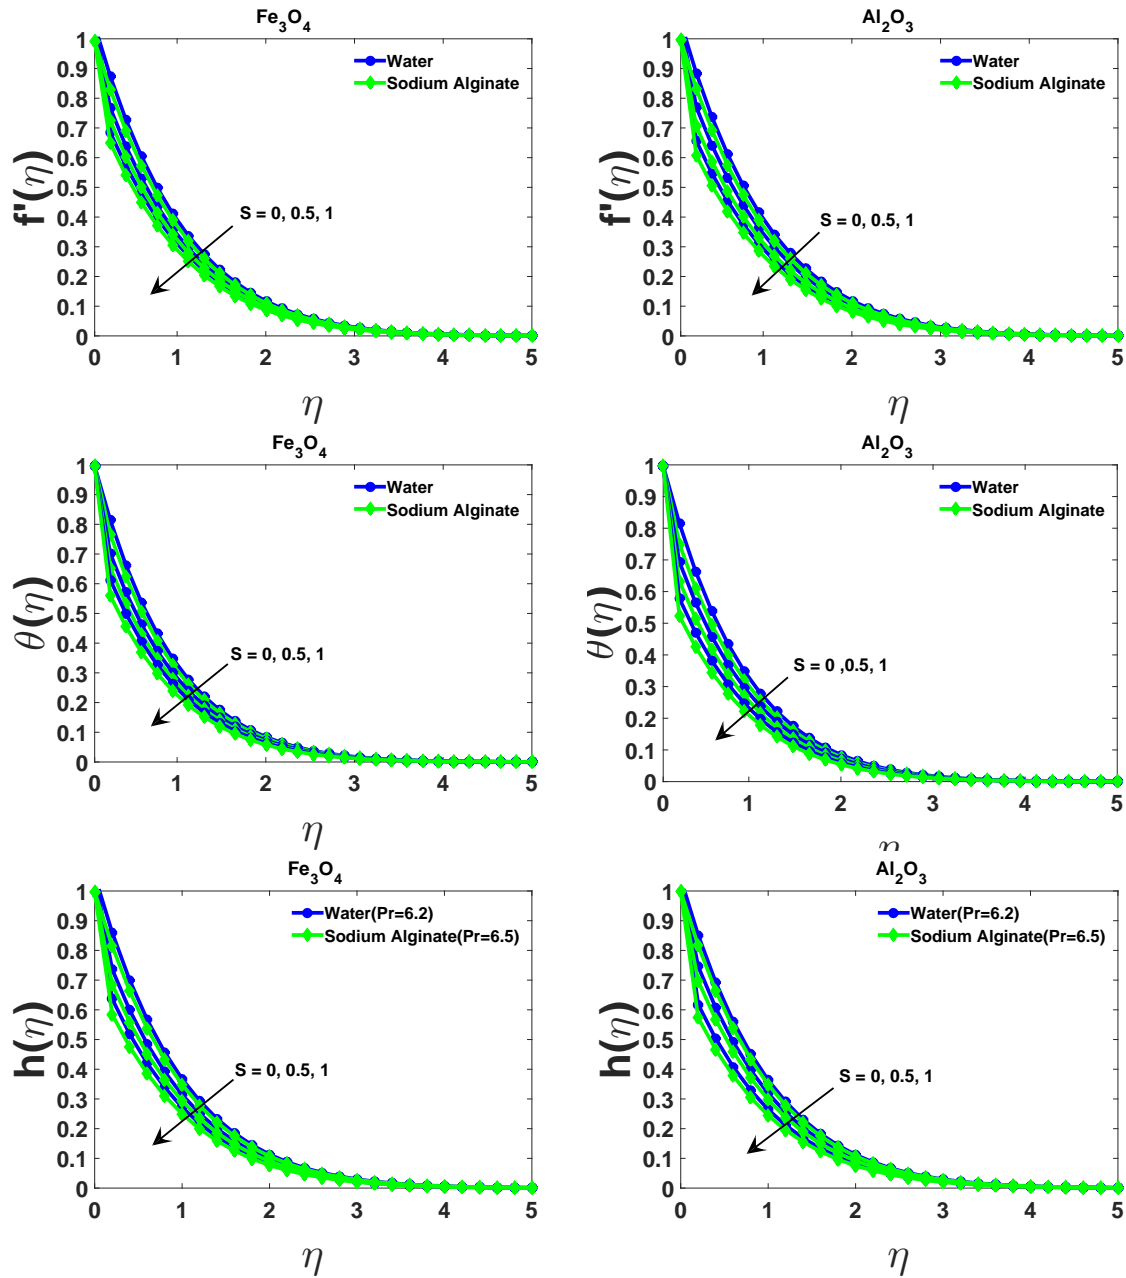 Fe3O4
Water
Sodium Alginate
S = 0, 0.5, 1
f'(η)
1
0.9
0.8
0.7
0.6
0.5
0.4
0.3
0.2
0.1
0
0 1 2 3 4 5
η
Al2O3
Water
Sodium Alginate
S = 0, 0.5, 1
f'(η)
1
0.9
0.8
0.7
0.6
0.5
0.4
0.3
0.2
0.1
0
0 1 2 3 4 5
η
Fe3O4
Water
Sodium Alginate
S = 0, 0.5, 1
θ(η)
1
0.9
0.8
0.7
0.6
0.5
0.4
0.3
0.2
0.1
0
0 1 2 3 4 5
η
Al2O3
Water
Sodium Alginate
S = 0 ,0.5, 1
θ(η)
1
0.9
0.8
0.7
0.6
0.5
0.4
0.3
0.2
0.1
0
0 1 2 3 4 5
η
Fe3O4
Water(Pr=6.2)
Sodium Alginate(Pr=6.5)
S = 0, 0.5, 1
h(η)
1
0.9
0.8
0.7
0.6
0.5
0.4
0.3
0.2
0.1
0
0 1 2 3 4 5
η
Al2O3
Water(Pr=6.2)
Sodium Alginate(Pr=6.5)
S = 0, 0.5, 1
h(η)
1
0.9
0.8
0.7
0.6
0.5
0.4
0.3
0.2
0.1
0
0 1 2 3 4 5
η